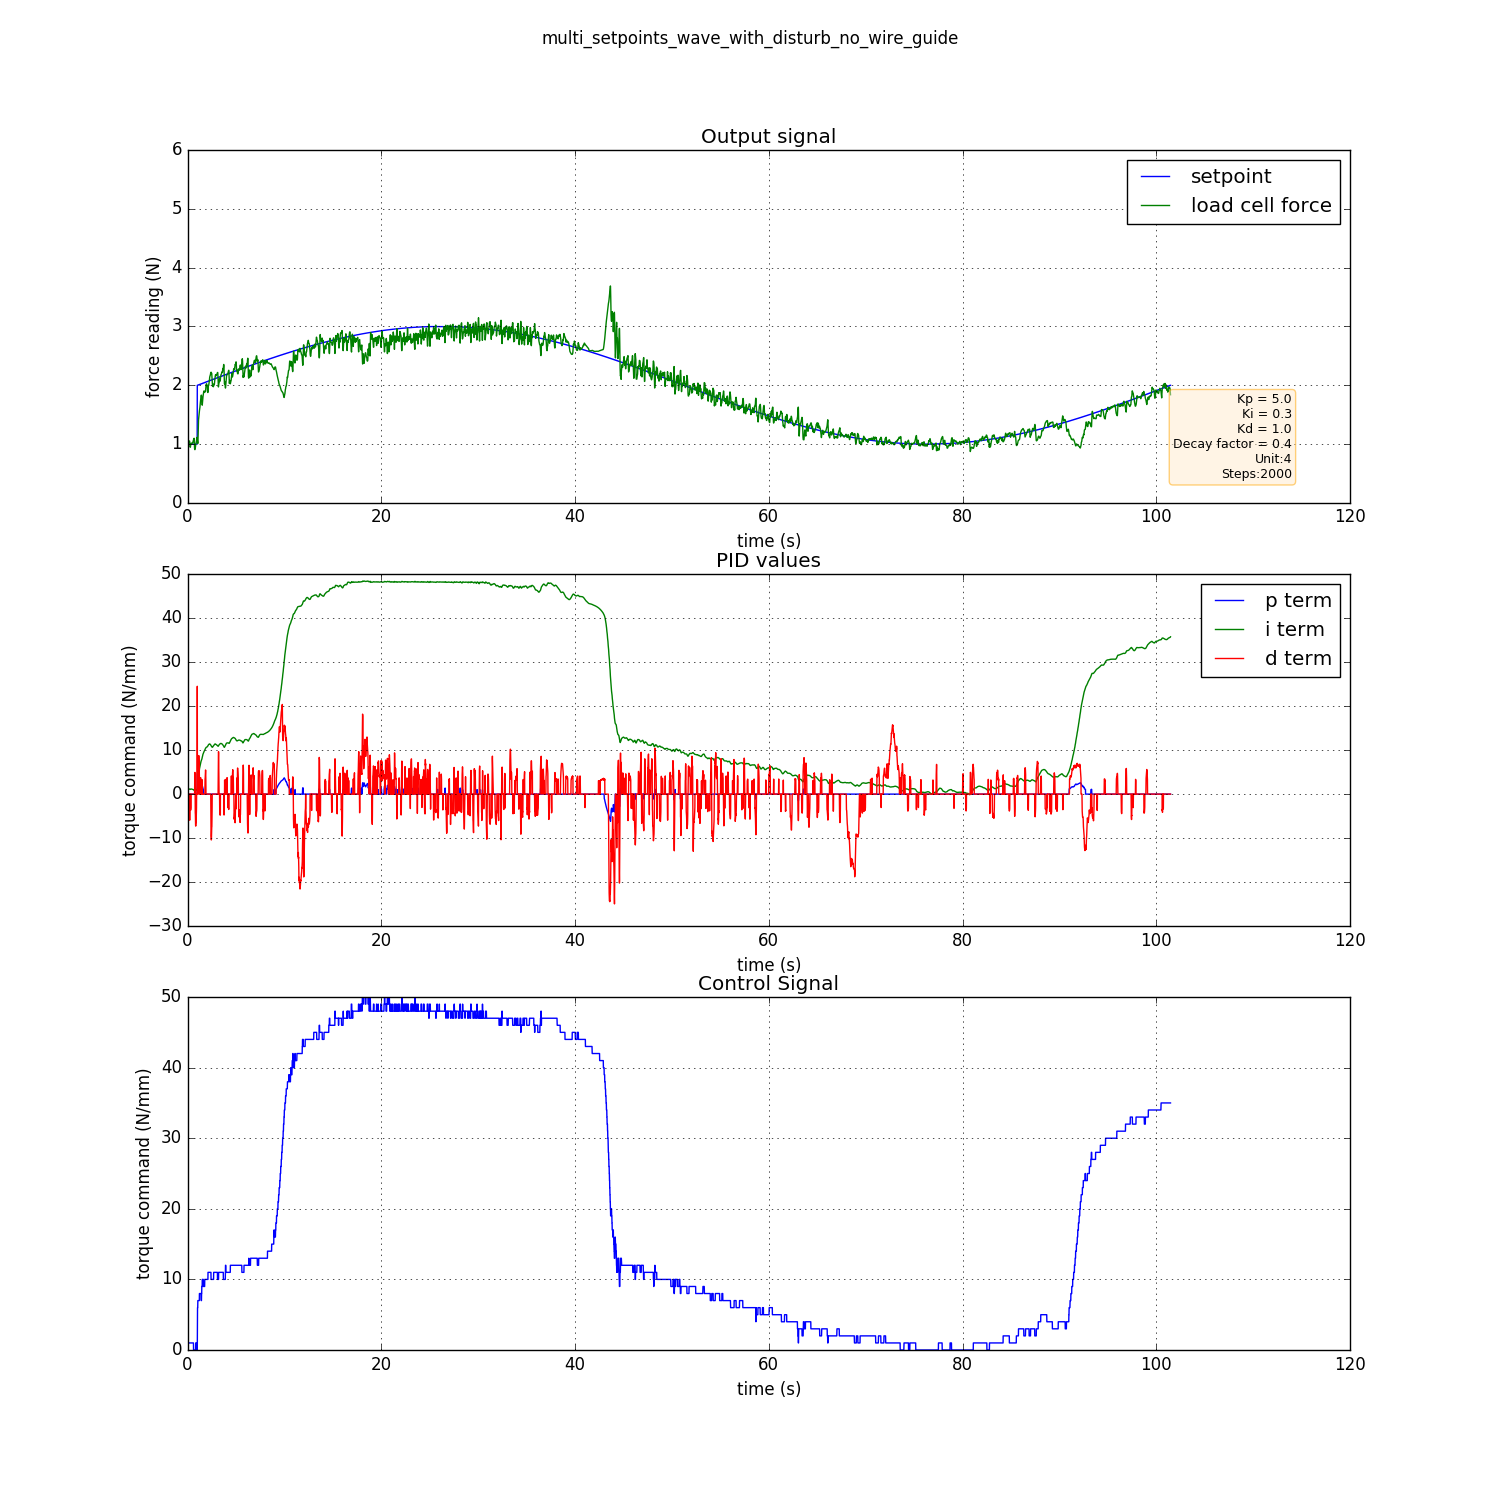 multi_setpoints_wave_with_disturb_no_wire_guide
Output signal
6
5
4
3
2
1
0
force reading (N)
setpoint
load cell force
Kp = 5.0
Ki = 0.3
Kd = 1.0
Decay factor = 0.4
Unit:4
Steps:2000
0 20 40 60 80 100 120
time (s)
PID values
50
40
30
20
10
0
−10
−20
−30
torque command (N/mm)
p term
i term
d term
0 20 40 60 80 100 120
time (s)
Control Signal
50
40
30
20
10
0
torque command (N/mm)
0 20 40 60 80 100 120
time (s)